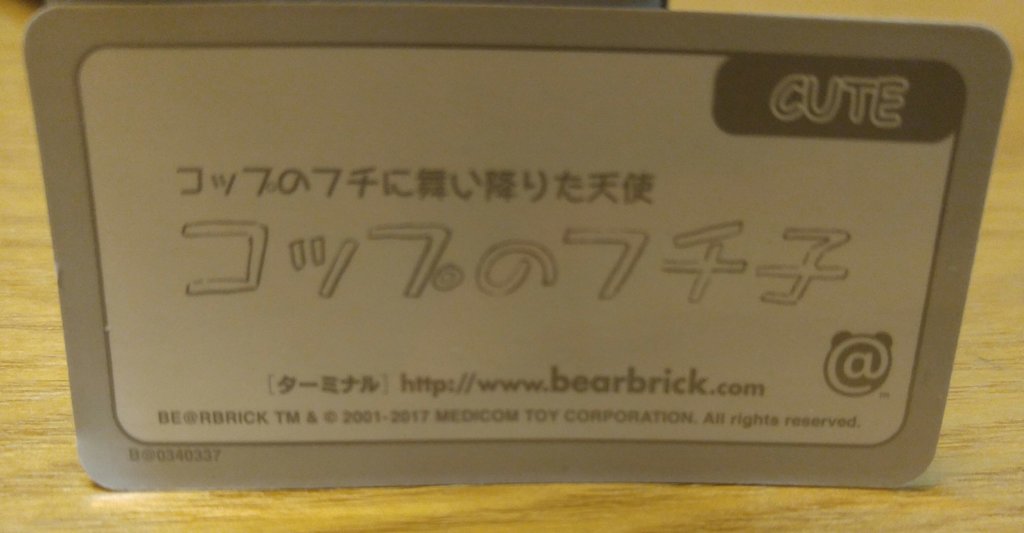 CUTE
コップのフチに舞い降りた天使
コップのフチ子
[ターミナル] http://www.bearbrick.com
@™
BE@RBRICK TM & © 2001-2017 MEDICOM TOY CORPORATION. All rights reserved.
B@0340337